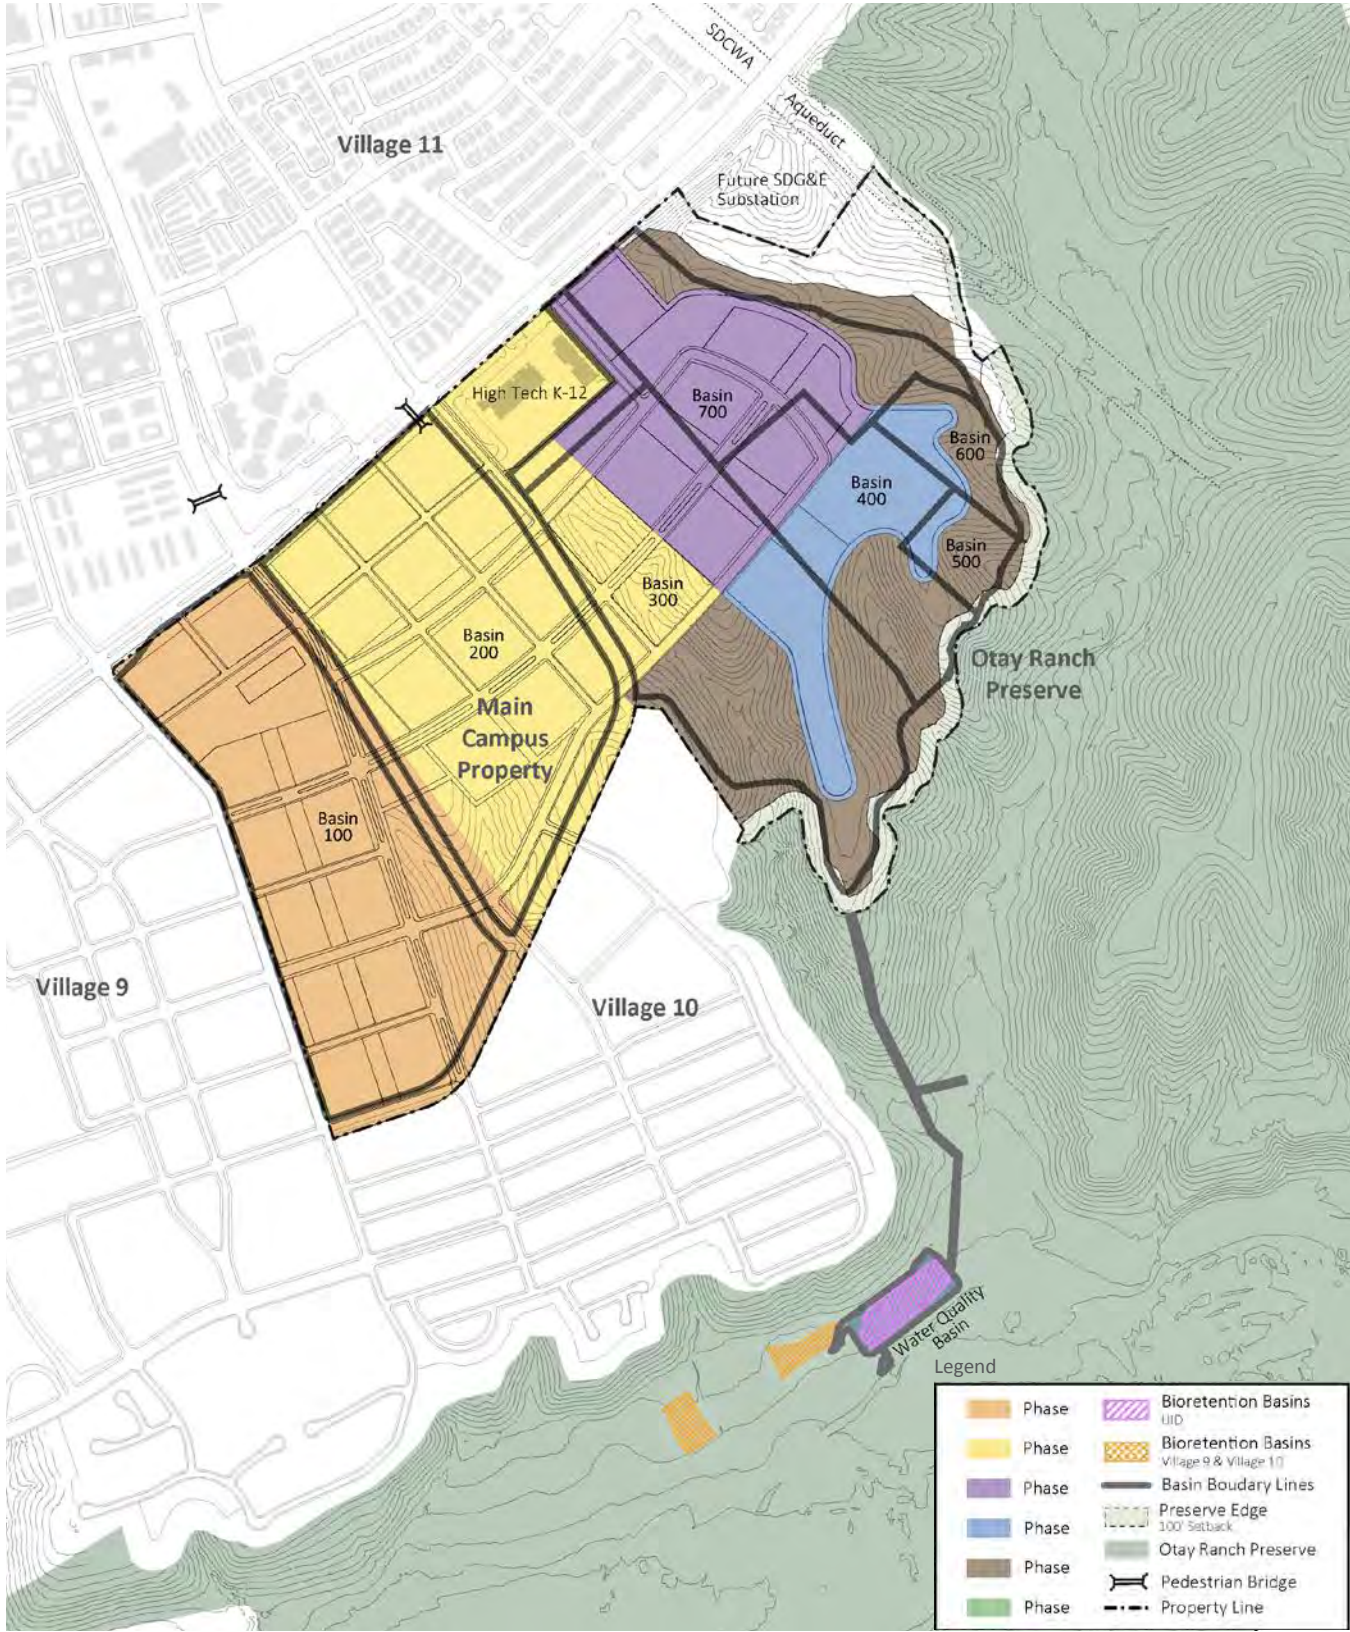 SDCWA
Aqueduct
Village 11
Future SDG&E
Substation
High Tech K-12
Basin
700
Basin
600
Basin
400
Basin
500
Basin
300
Basin
200
Otay Ranch
Preserve
Main
Campus
Property
Basin
100
Village 9
Village 10
Water Quality
Basin
Legend
Phase
Phase
Phase
Phase
Phase
Phase
Bioretention Basins
UID
Bioretention Basins
Village 9 & Village 10
Basin Boudary Lines
Preserve Edge
100' Setback
Otay Ranch Preserve
Pedestrian Bridge
Property Line